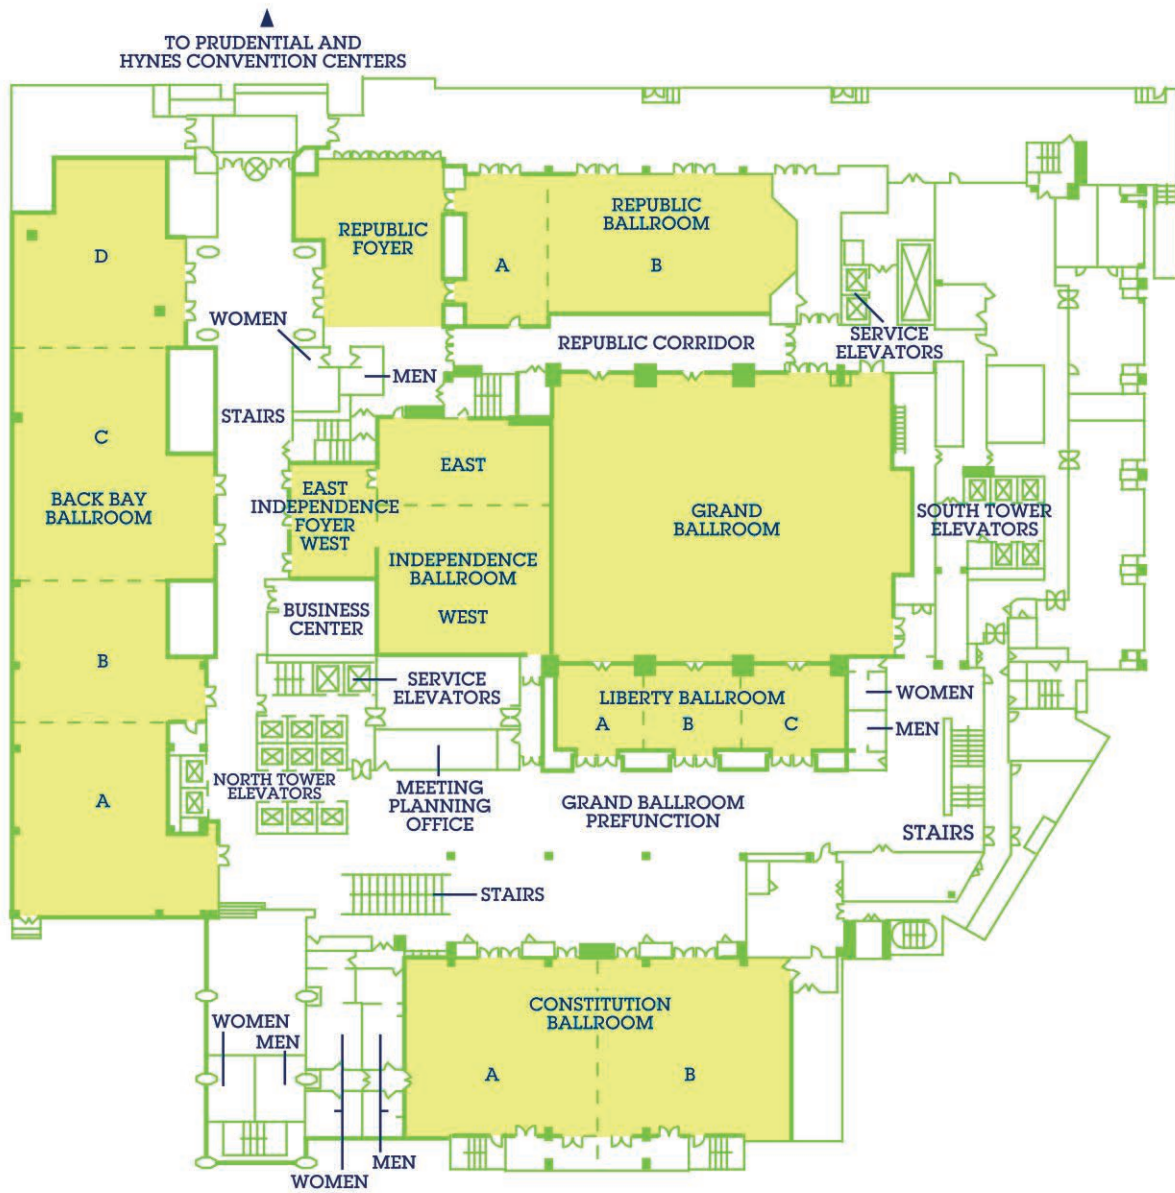 TO PRUDENTIAL AND
HYNES CONVENTION CENTERS
D
REPUBLIC
FOYER
REPUBLIC
BALLROOM
A
B
WOMEN
MEN
REPUBLIC CORRIDOR
SERVICE
ELEVATORS
STAIRS
C
BACK BAY
BALLROOM
EAST
EAST
INDEPENDENCE
FOYER
WEST
INDEPENDENCE
BALLROOM
WEST
GRAND
BALLROOM
SOUTH TOWER
ELEVATORS
BUSINESS
CENTER
B
SERVICE
ELEVATORS
LIBERTY BALLROOM
A
B
C
WOMEN
MEN
A
NORTH TOWER
ELEVATORS
MEETING
PLANNING
OFFICE
GRAND BALLROOM
PREFUNCTION
STAIRS
STAIRS
CONSTITUTION
BALLROOM
A
B
WOMEN
MEN
MEN
WOMEN